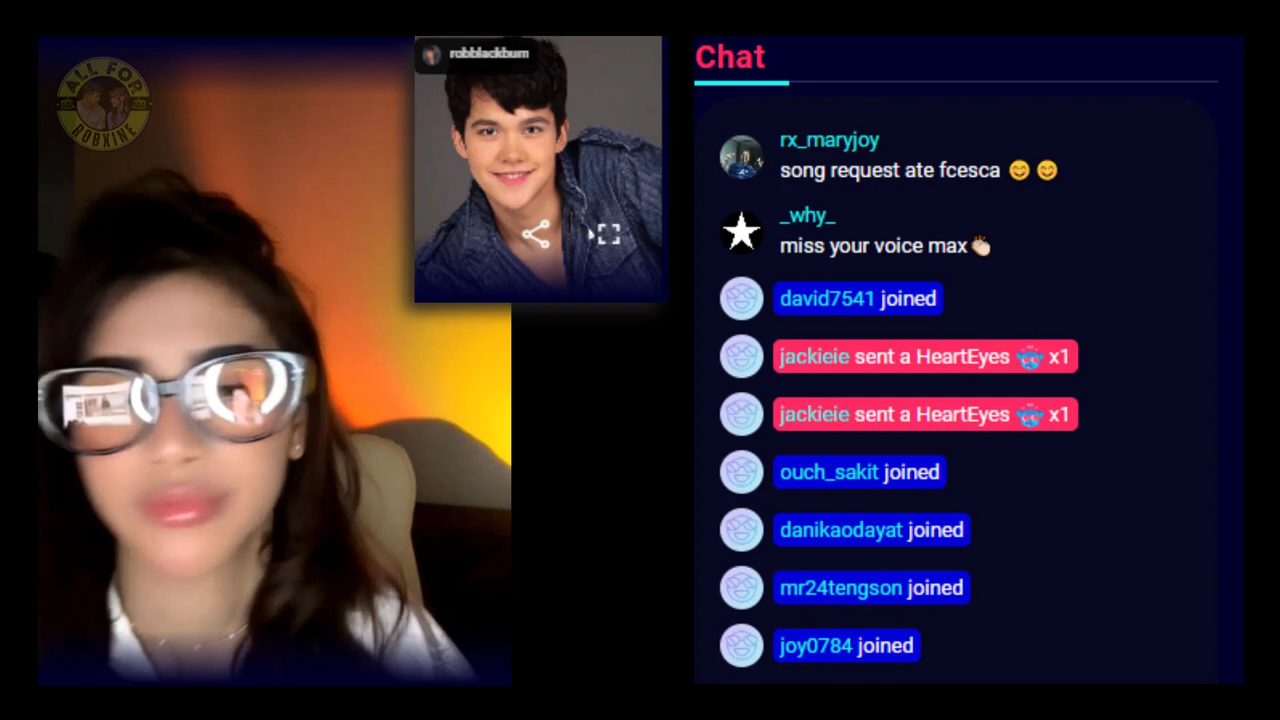 ALL FOR
ROBXINE
robblackburn
Chat
rx_maryjoy
song request ate fcesca 😊 😊
_why_
miss your voice max👏🏻
david7541 joined
jackieie sent a HeartEyes x1
jackieie sent a HeartEyes x1
ouch_sakit joined
danikaodayat joined
mr24tengson joined
joy0784 joined